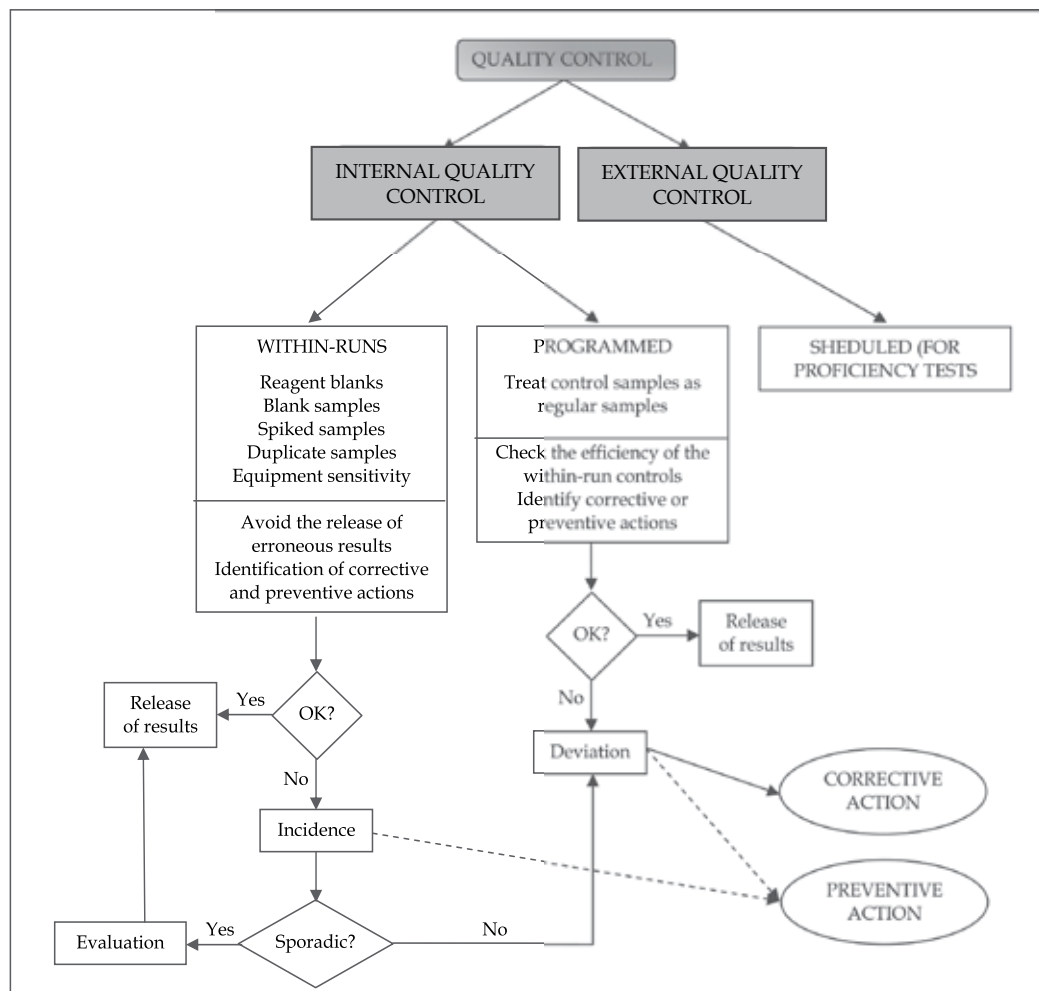 QUALITY CONTROL
INTERNAL QUALITY
CONTROL
EXTERNAL QUALITY
CONTROL
WITHIN-RUNS
Reagent blanks
Blank samples
Spiked samples
Duplicate samples
Equipment sensitivity
Avoid the release of
erroneous results
Identification of corrective
and preventive actions
PROGRAMMED
Treat control samples as
regular samples
Check the efficiency of the
within-run controls
Identify corrective or
preventive actions
SHEDULED (FOR
PROFICIENCY TESTS
OK?
Yes
Release
of results
No
Deviation
CORRECTIVE
ACTION
PREVENTIVE
ACTION
OK?
Yes
Release
of results
No
Incidence
Sporadic?
Yes
Evaluation
No